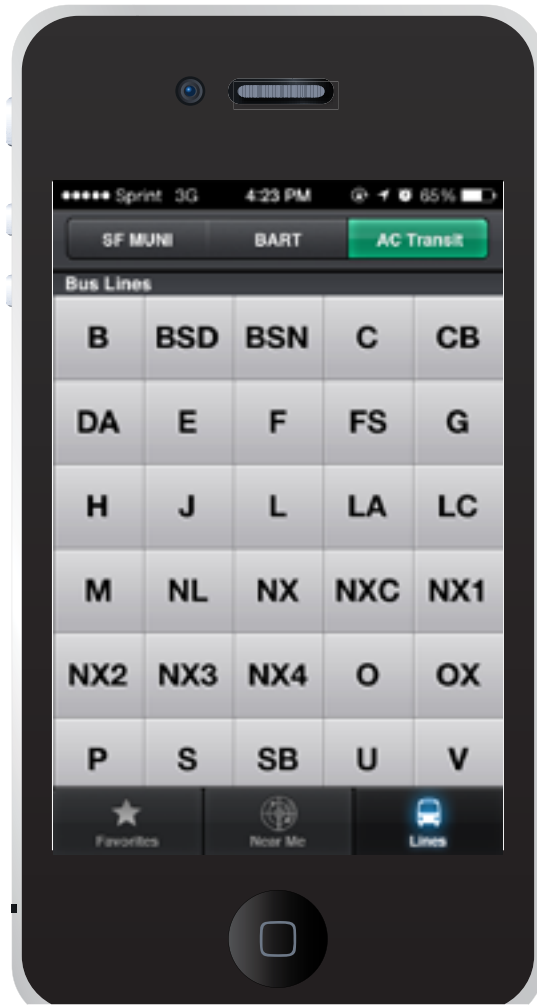 Sprint 3G 4:23 PM 65%
SF MUNI BART AC Transit
Bus Lines
B BSD BSN C CB
DA E F FS G
H J L LA LC
M NL NX NXC NX1
NX2 NX3 NX4 O OX
P S SB U V
Favorites Near Me Lines